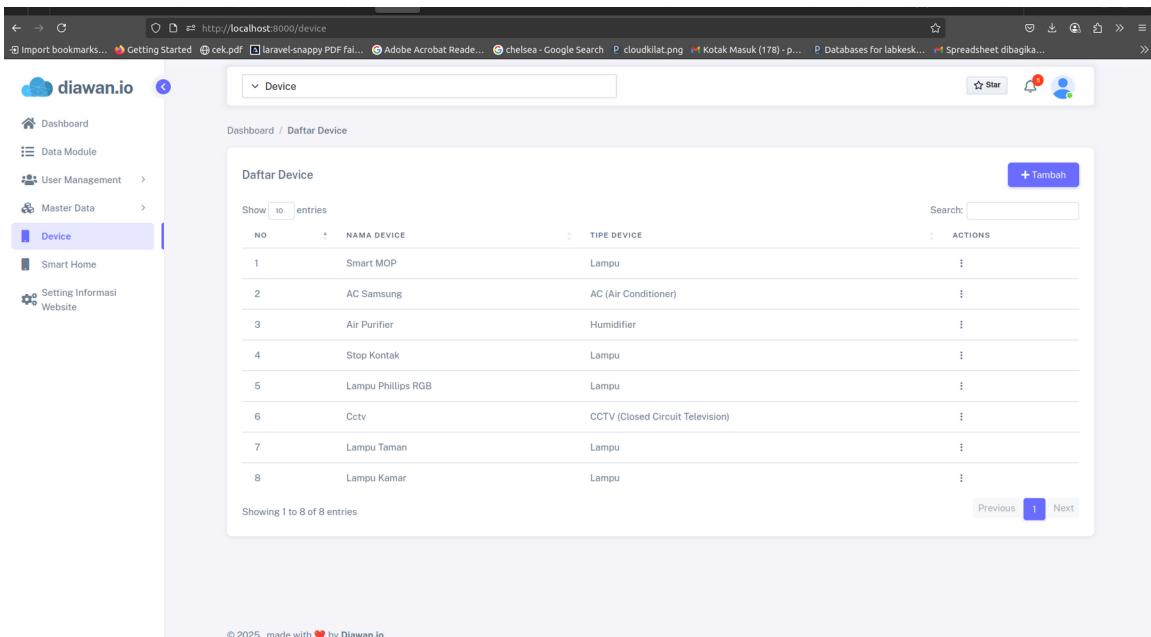 http://localhost:8000/device
Import bookmarks... Getting Started cek.pdf laravel-snappy PDF fai... Adobe Acrobat Reade... chelsea - Google Search cloudkilat.png Kotak Masuk (178) - p... Databases for labkesk... Spreadsheet dibagika...
diawan.io
Device
Star
5
Dashboard
Data Module
User Management
Master Data
Device
Smart Home
Setting Informasi
Website
Dashboard / Daftar Device
Daftar Device
+ Tambah
Show 10 entries
Search:
NO NAMA DEVICE TIPE DEVICE ACTIONS
1 Smart MOP Lampu
2 AC Samsung AC (Air Conditioner)
3 Air Purifier Humidifier
4 Stop Kontak Lampu
5 Lampu Phillips RGB Lampu
6 Cctv CCTV (Closed Circuit Television)
7 Lampu Taman Lampu
8 Lampu Kamar Lampu
Showing 1 to 8 of 8 entries
Previous 1 Next
© 2025 , made with ❤️ by Diawan.io